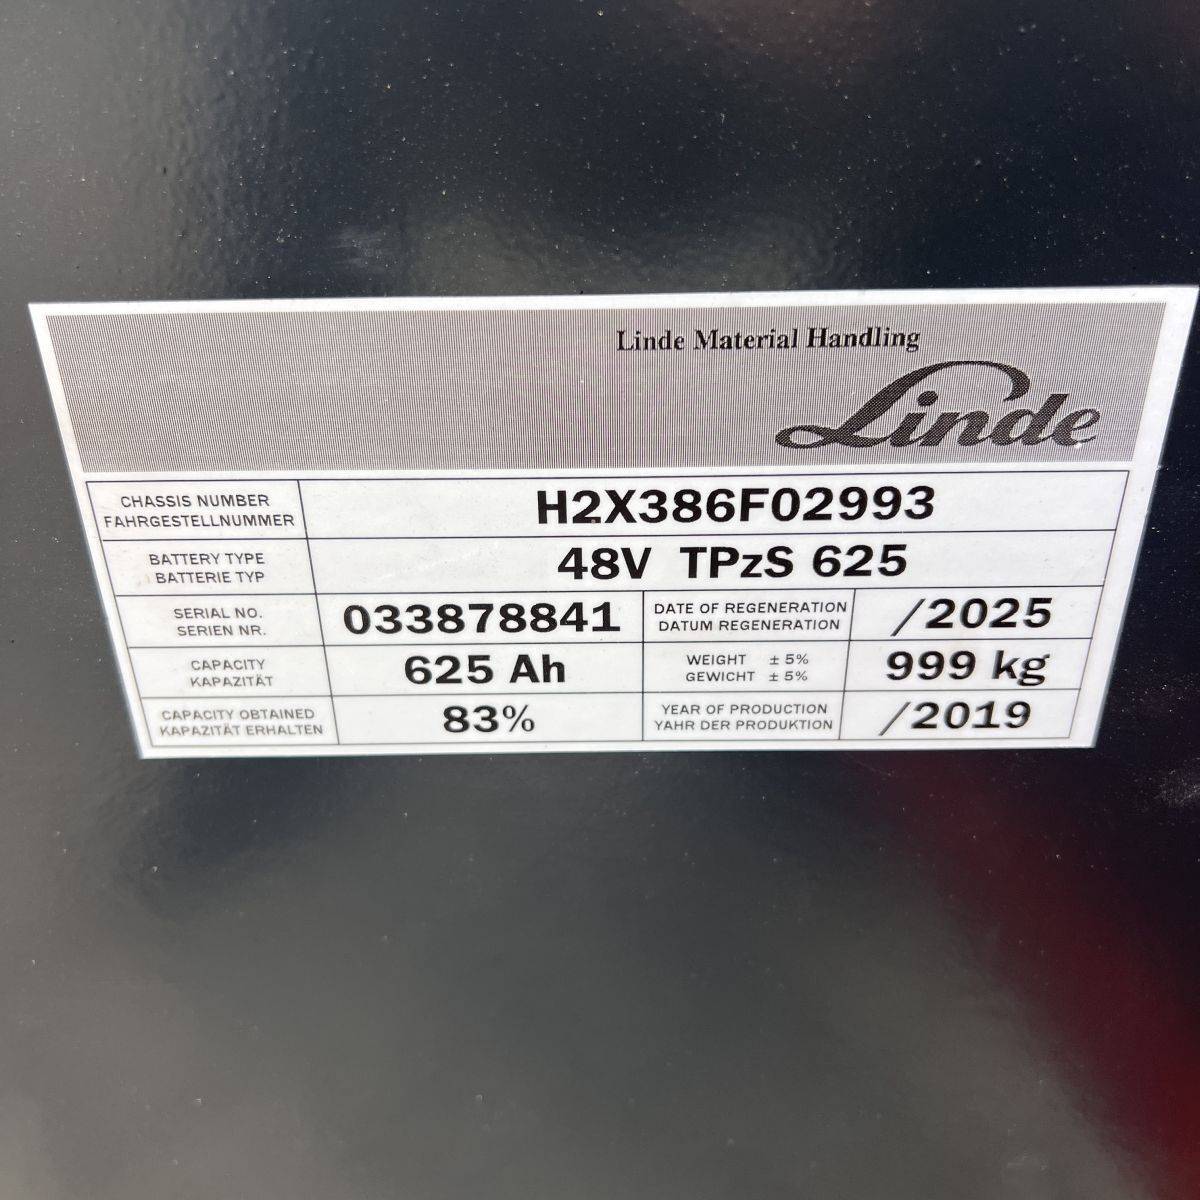 Linde Material Handling
Linde
CHASSIS NUMBER
FAHRGESTELLNUMMER
H2X386F02993
BATTERY TYPE
BATTERIE TYP
48V TPzS 625
SERIAL NO.
SERIEN NR.
033878841
DATE OF REGENERATION
DATUM REGENERATION
/2025
CAPACITY
KAPAZITÄT
625 Ah
WEIGHT ± 5%
GEWICHT ± 5%
999 kg
CAPACITY OBTAINED
KAPAZITÄT ERHALTEN
83%
YEAR OF PRODUCTION
YAHR DER PRODUKTION
/2019